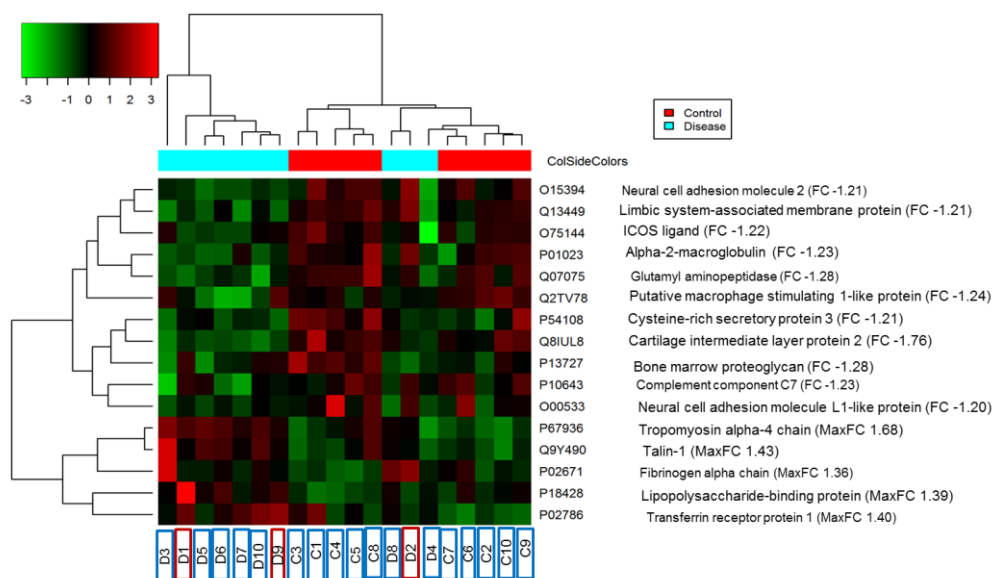 -3 -1 0 1 2 3
Control
Disease
ColSideColors
O15394 Neural cell adhesion molecule 2 (FC -1.21)
Q13449 Limbic system-associated membrane protein (FC -1.21)
O75144 ICOS ligand (FC -1.22)
P01023 Alpha-2-macroglobulin (FC -1.23)
Q07075 Glutamyl aminopeptidase (FC -1.28)
Q2TV78 Putative macrophage stimulating 1-like protein (FC -1.24)
P54108 Cysteine-rich secretory protein 3 (FC -1.21)
Q8IUL8 Cartilage intermediate layer protein 2 (FC -1.76)
P13727 Bone marrow proteoglycan (FC -1.28)
P10643 Complement component C7 (FC -1.23)
O00533 Neural cell adhesion molecule L1-like protein (FC -1.20)
P67936 Tropomyosin alpha-4 chain (MaxFC 1.68)
Q9Y490 Talin-1 (MaxFC 1.43)
P02671 Fibrinogen alpha chain (MaxFC 1.36)
P18428 Lipopolysaccharide-binding protein (MaxFC 1.39)
P02786 Transferrin receptor protein 1 (MaxFC 1.40)
D3 D1 D5 D6 D7 D10 D9 C3 C1 C4 C5 C8 D8 D2 D4 C7 C6 C2 C10 C9